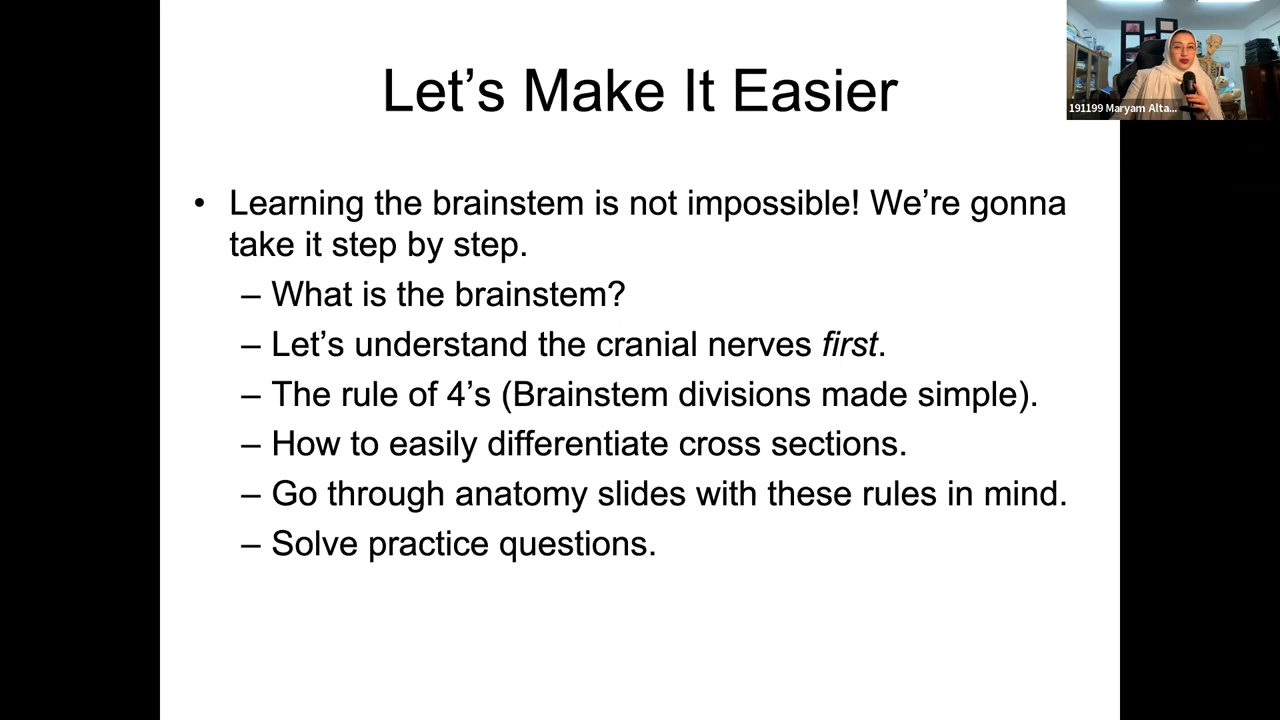 Let’s Make It Easier
191199 Maryam Alta...
• Learning the brainstem is not impossible! We’re gonna
take it step by step.
– What is the brainstem?
– Let’s understand the cranial nerves first.
– The rule of 4’s (Brainstem divisions made simple).
– How to easily differentiate cross sections.
– Go through anatomy slides with these rules in mind.
– Solve practice questions.